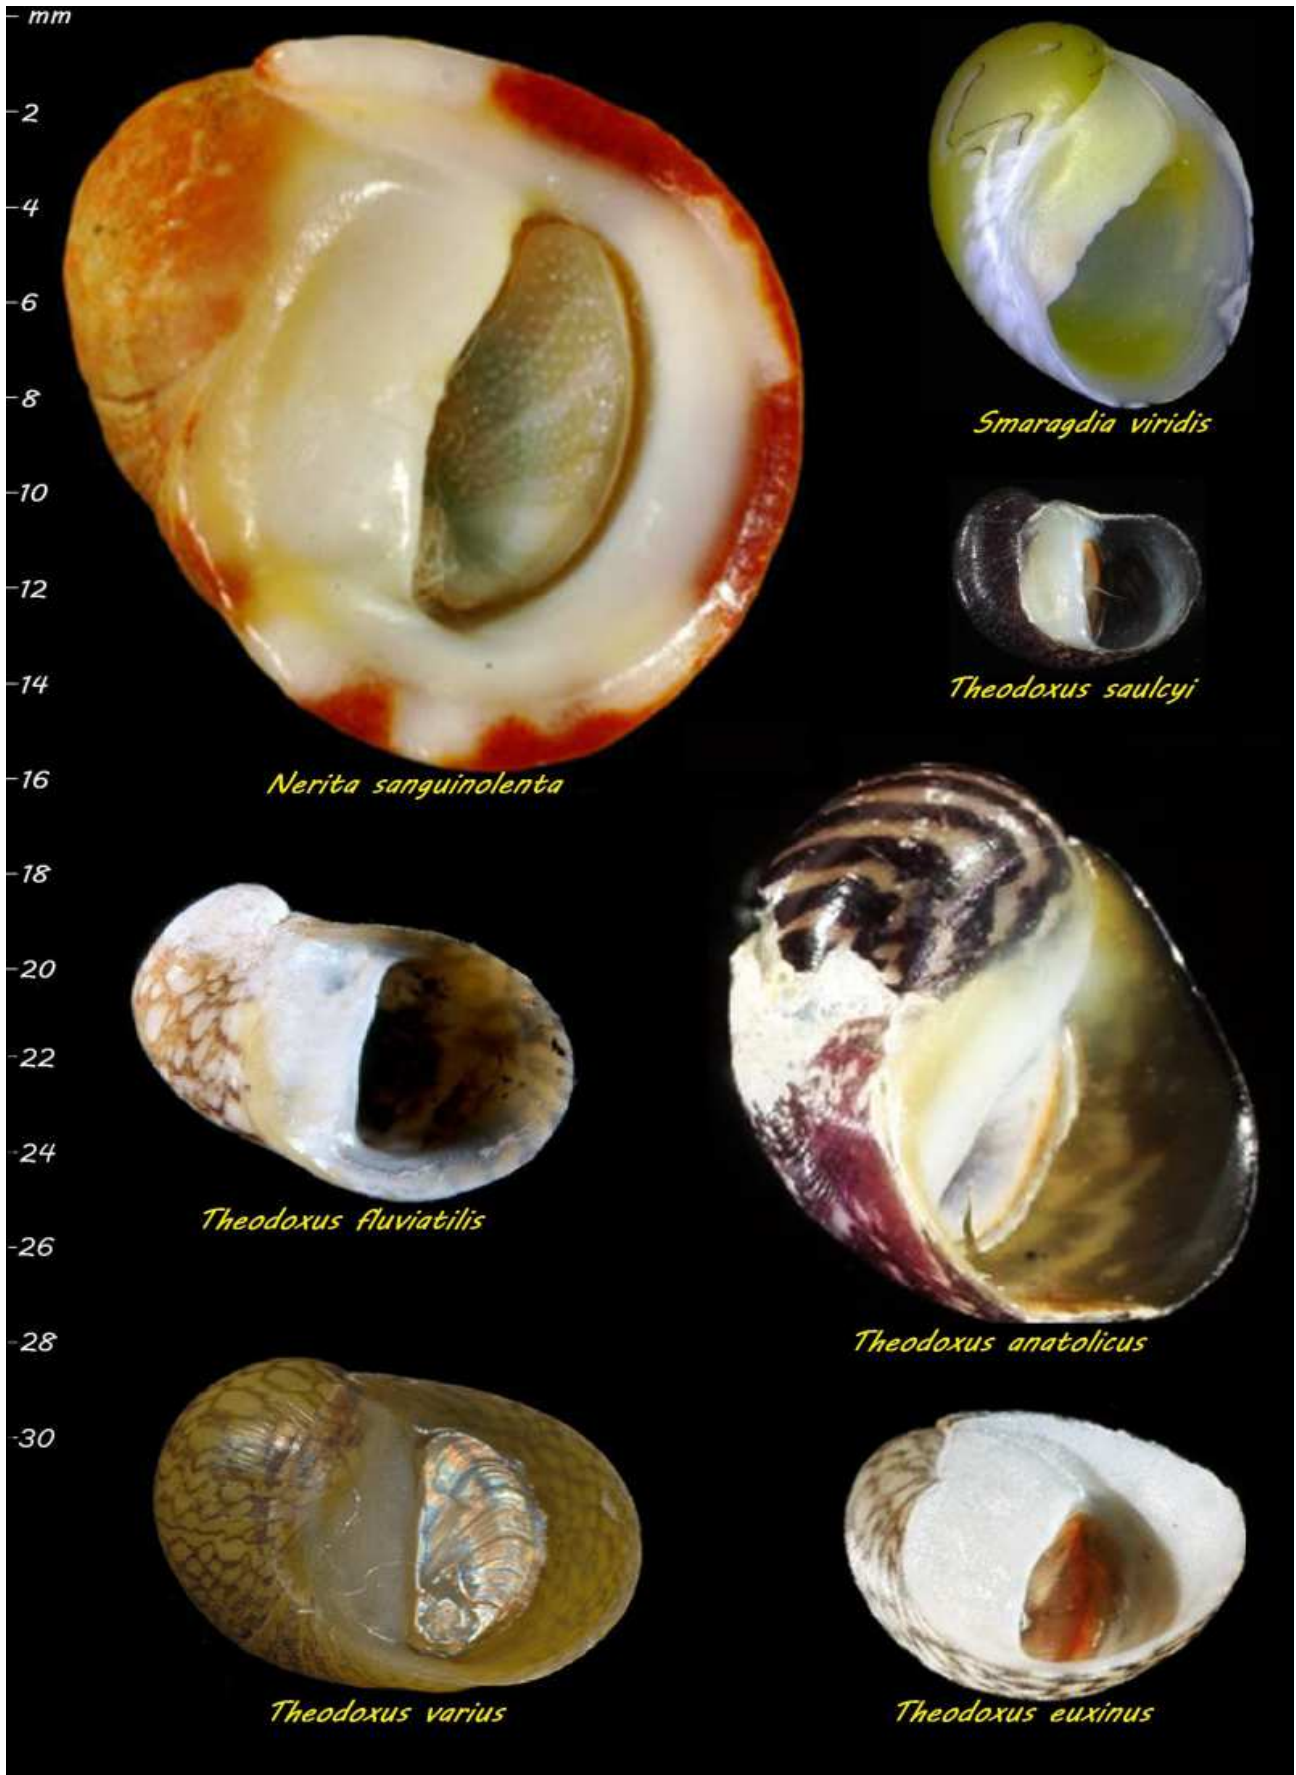 mm
2
4
6
8
10
12
14
16
18
20
22
24
26
28
30
Smaragdia viridis
Theodoxus saulcyi
Nerita sanguinolenta
Theodoxus fluviatilis
Theodoxus anatolicus
Theodoxus varius
Theodoxus euxinus